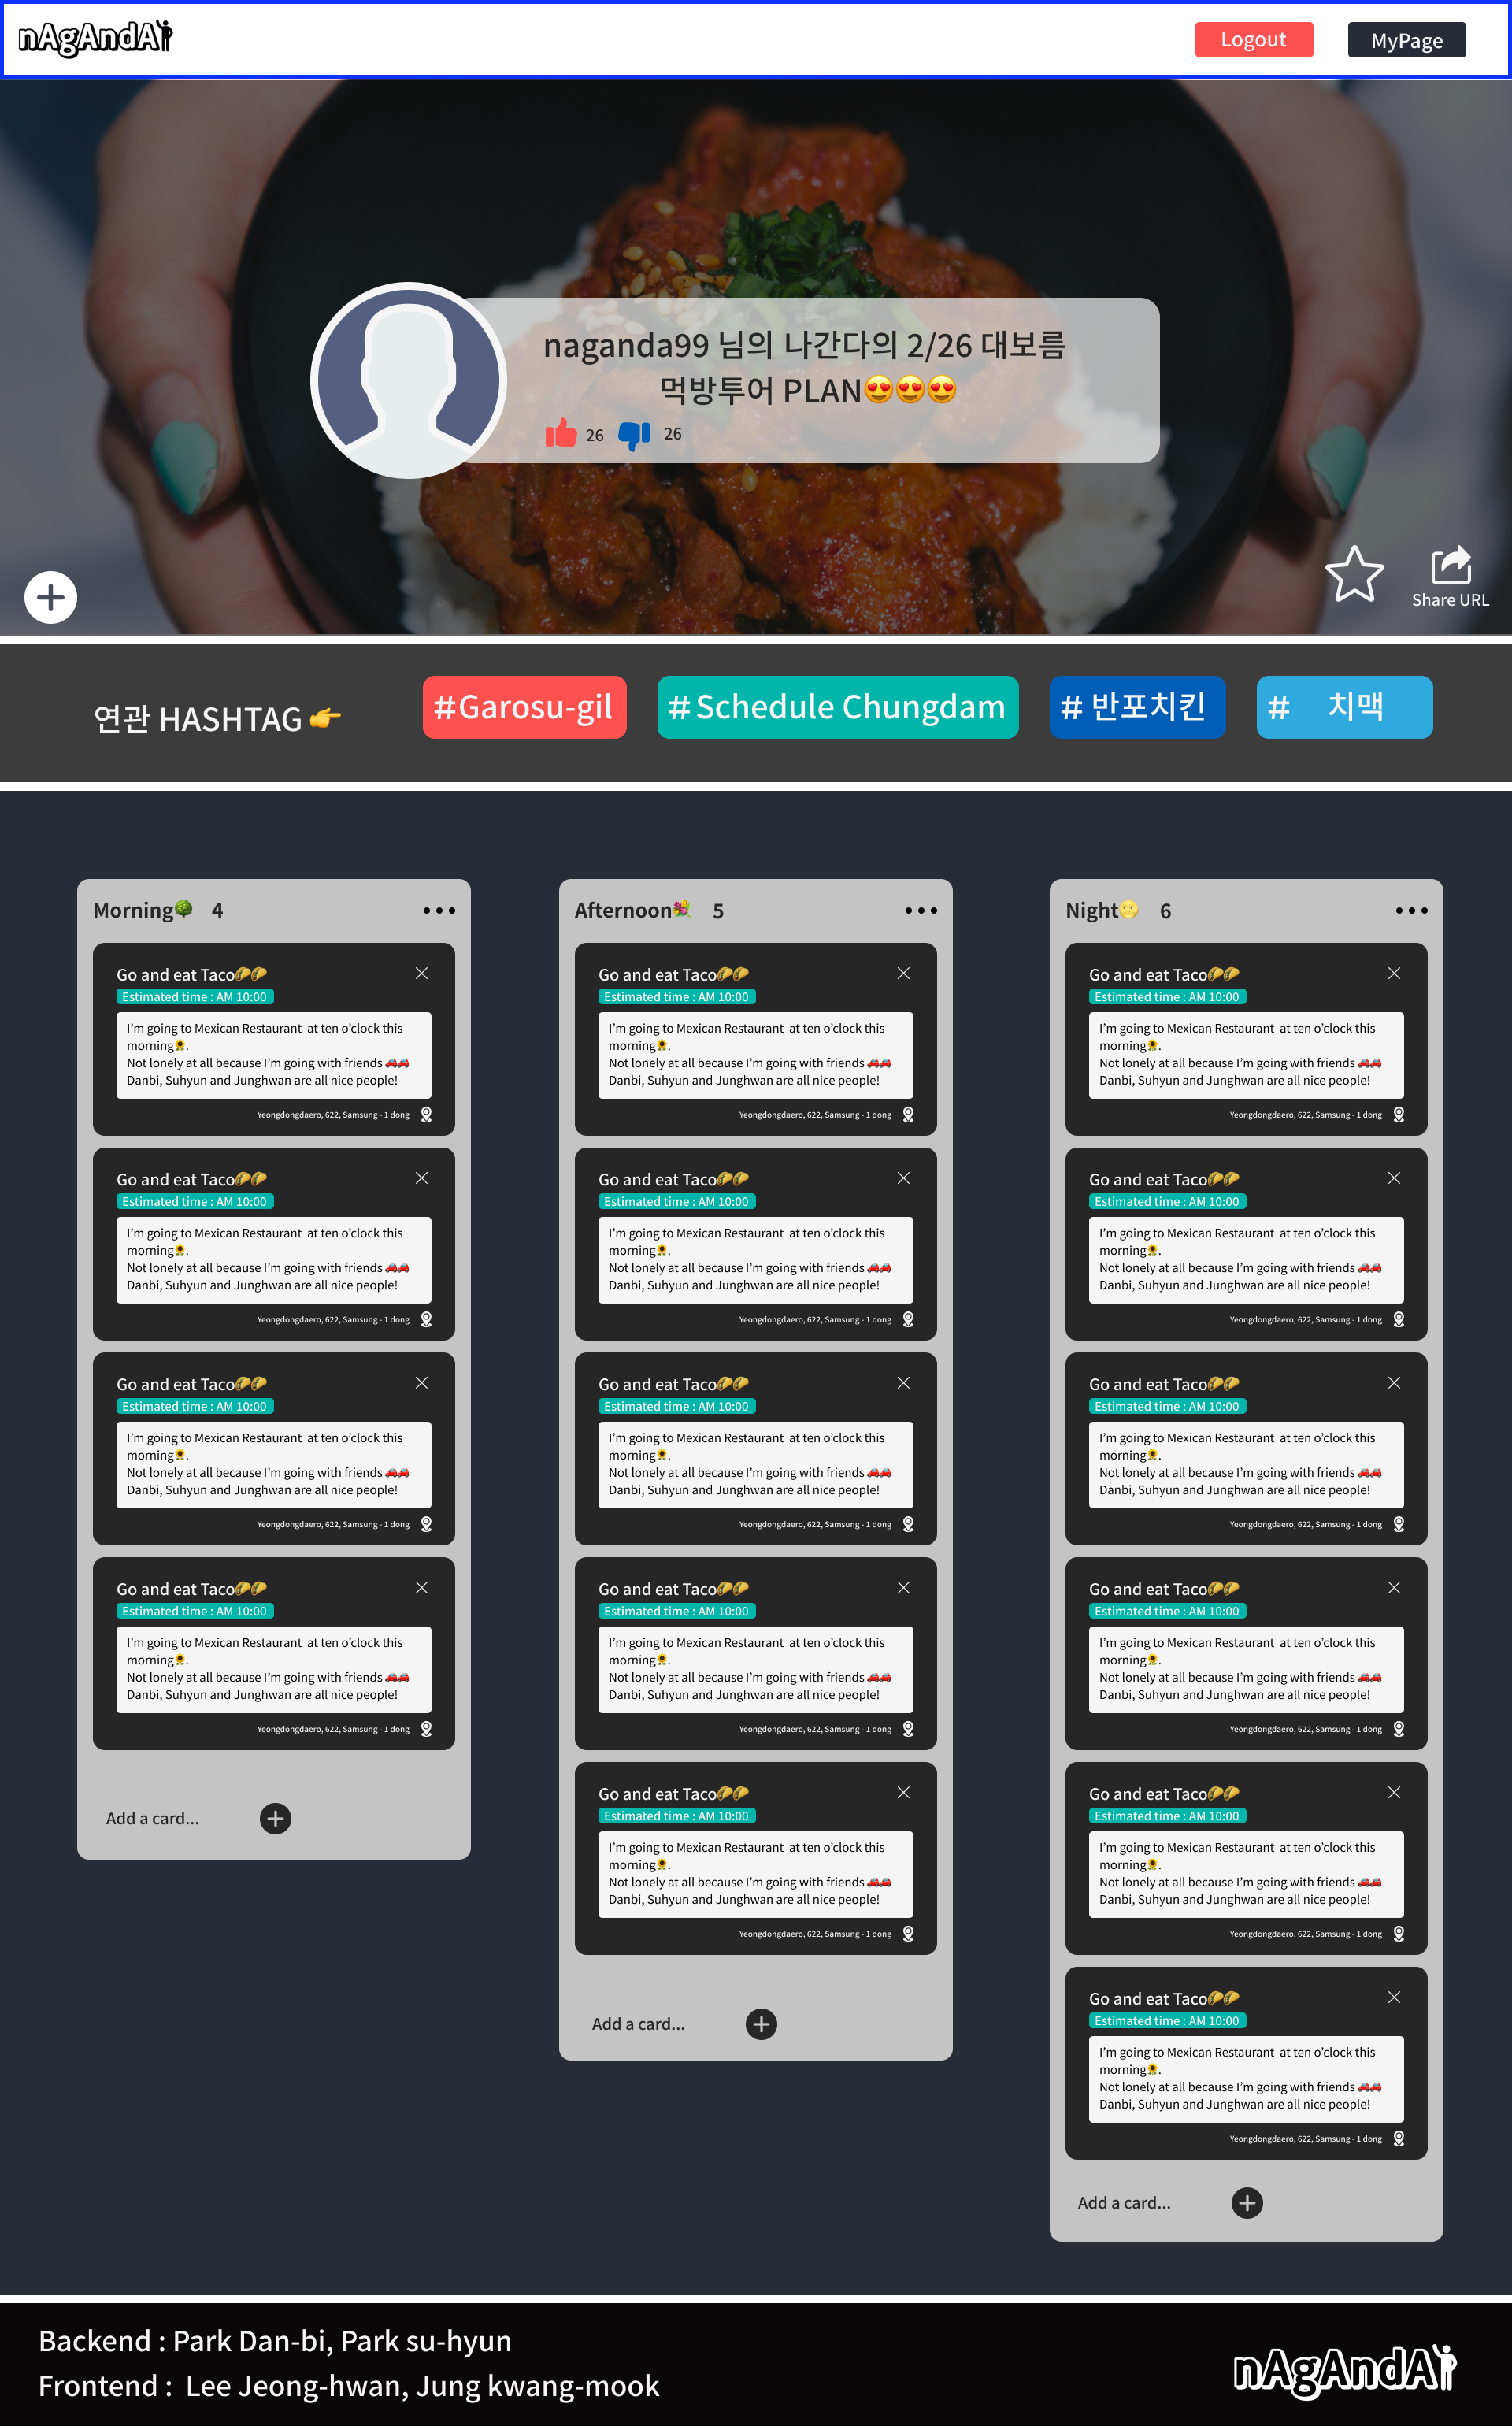 nAgAndA
Logout
MyPage
naganda99 님의 나간다의 2/26 대보름
먹방투어 PLAN😍😍😍
26
26
Share URL
연관 HASHTAG👉
#Garosu-gil
#Schedule Chungdam
# 반포치킨
# 치맥
Morning🌳 4
Go and eat Taco🌮🌮
Estimated time : AM 10:00
I’m going to Mexican Restaurant at ten o’clock this
morning🌻.
Not lonely at all because I’m going with friends 🚗🚗
Danbi, Suhyun and Junghwan are all nice people!
Yeongdongdaero, 622, Samsung - 1 dong
Go and eat Taco🌮🌮
Estimated time : AM 10:00
I’m going to Mexican Restaurant at ten o’clock this
morning🌻.
Not lonely at all because I’m going with friends 🚗🚗
Danbi, Suhyun and Junghwan are all nice people!
Yeongdongdaero, 622, Samsung - 1 dong
Go and eat Taco🌮🌮
Estimated time : AM 10:00
I’m going to Mexican Restaurant at ten o’clock this
morning🌻.
Not lonely at all because I’m going with friends 🚗🚗
Danbi, Suhyun and Junghwan are all nice people!
Yeongdongdaero, 622, Samsung - 1 dong
Go and eat Taco🌮🌮
Estimated time : AM 10:00
I’m going to Mexican Restaurant at ten o’clock this
morning🌻.
Not lonely at all because I’m going with friends 🚗🚗
Danbi, Suhyun and Junghwan are all nice people!
Yeongdongdaero, 622, Samsung - 1 dong
Add a card...
Afternoon💐 5
Go and eat Taco🌮🌮
Estimated time : AM 10:00
I’m going to Mexican Restaurant at ten o’clock this
morning🌻.
Not lonely at all because I’m going with friends 🚗🚗
Danbi, Suhyun and Junghwan are all nice people!
Yeongdongdaero, 622, Samsung - 1 dong
Go and eat Taco🌮🌮
Estimated time : AM 10:00
I’m going to Mexican Restaurant at ten o’clock this
morning🌻.
Not lonely at all because I’m going with friends 🚗🚗
Danbi, Suhyun and Junghwan are all nice people!
Yeongdongdaero, 622, Samsung - 1 dong
Go and eat Taco🌮🌮
Estimated time : AM 10:00
I’m going to Mexican Restaurant at ten o’clock this
morning🌻.
Not lonely at all because I’m going with friends 🚗🚗
Danbi, Suhyun and Junghwan are all nice people!
Yeongdongdaero, 622, Samsung - 1 dong
Go and eat Taco🌮🌮
Estimated time : AM 10:00
I’m going to Mexican Restaurant at ten o’clock this
morning🌻.
Not lonely at all because I’m going with friends 🚗🚗
Danbi, Suhyun and Junghwan are all nice people!
Yeongdongdaero, 622, Samsung - 1 dong
Go and eat Taco🌮🌮
Estimated time : AM 10:00
I’m going to Mexican Restaurant at ten o’clock this
morning🌻.
Not lonely at all because I’m going with friends 🚗🚗
Danbi, Suhyun and Junghwan are all nice people!
Yeongdongdaero, 622, Samsung - 1 dong
Add a card...
Night🌝 6
Go and eat Taco🌮🌮
Estimated time : AM 10:00
I’m going to Mexican Restaurant at ten o’clock this
morning🌻.
Not lonely at all because I’m going with friends 🚗🚗
Danbi, Suhyun and Junghwan are all nice people!
Yeongdongdaero, 622, Samsung - 1 dong
Go and eat Taco🌮🌮
Estimated time : AM 10:00
I’m going to Mexican Restaurant at ten o’clock this
morning🌻.
Not lonely at all because I’m going with friends 🚗🚗
Danbi, Suhyun and Junghwan are all nice people!
Yeongdongdaero, 622, Samsung - 1 dong
Go and eat Taco🌮🌮
Estimated time : AM 10:00
I’m going to Mexican Restaurant at ten o’clock this
morning🌻.
Not lonely at all because I’m going with friends 🚗🚗
Danbi, Suhyun and Junghwan are all nice people!
Yeongdongdaero, 622, Samsung - 1 dong
Go and eat Taco🌮🌮
Estimated time : AM 10:00
I’m going to Mexican Restaurant at ten o’clock this
morning🌻.
Not lonely at all because I’m going with friends 🚗🚗
Danbi, Suhyun and Junghwan are all nice people!
Yeongdongdaero, 622, Samsung - 1 dong
Go and eat Taco🌮🌮
Estimated time : AM 10:00
I’m going to Mexican Restaurant at ten o’clock this
morning🌻.
Not lonely at all because I’m going with friends 🚗🚗
Danbi, Suhyun and Junghwan are all nice people!
Yeongdongdaero, 622, Samsung - 1 dong
Go and eat Taco🌮🌮
Estimated time : AM 10:00
I’m going to Mexican Restaurant at ten o’clock this
morning🌻.
Not lonely at all because I’m going with friends 🚗🚗
Danbi, Suhyun and Junghwan are all nice people!
Yeongdongdaero, 622, Samsung - 1 dong
Add a card...
Backend : Park Dan-bi, Park su-hyun
Frontend : Lee Jeong-hwan, Jung kwang-mook
nAgAndA